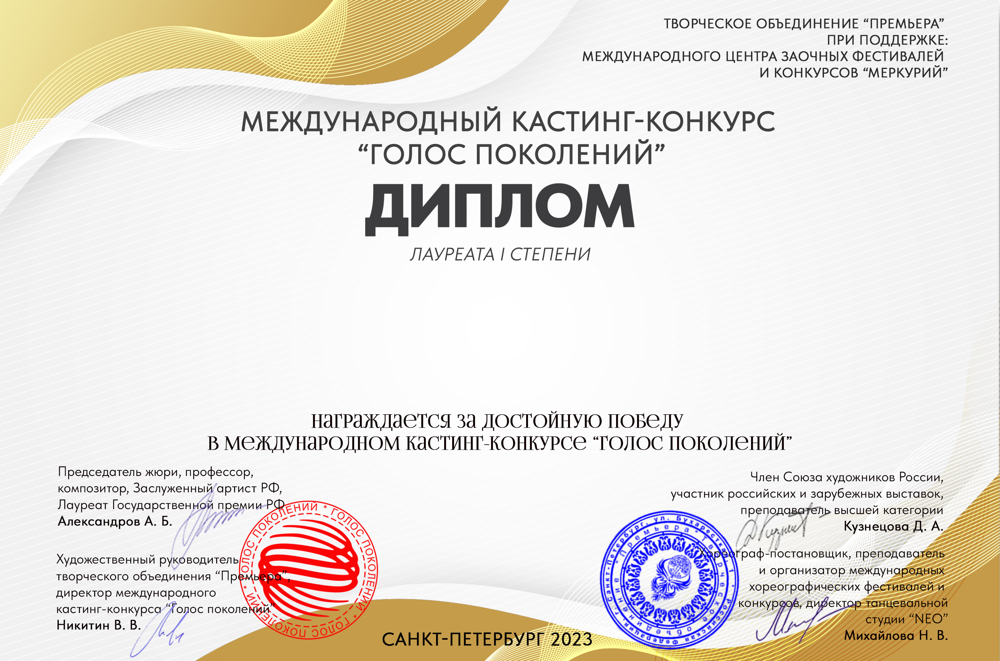 ТВОРЧЕСКОЕ ОБЪЕДИНЕНИЕ “ПРЕМЬЕРА”
ПРИ ПОДДЕРЖКЕ:
МЕЖДУНАРОДНОГО ЦЕНТРА ЗАОЧНЫХ ФЕСТИВАЛЕЙ
И КОНКУРСОВ “МЕРКУРИЙ”
МЕЖДУНАРОДНЫЙ КАСТИНГ-КОНКУРС
“ГОЛОС ПОКОЛЕНИЙ”
ДИПЛОМ
ЛАУРЕАТА I СТЕПЕНИ
НАГРАЖДАЕТСЯ ЗА ДОСТОЙНУЮ ПОБЕДУ
В МЕЖДУНАРОДНОМ КАСТИНГ-КОНКУРСЕ “ГОЛОС ПОКОЛЕНИЙ”
Председатель жюри, профессор,
композитор, Заслуженный артист РФ,
Лауреат Государственной премии РФ
Александров А. Б.
Художественный руководитель
творческого объединения “Премьера”,
директор международного
кастинг-конкурса “Голос поколений”
Никитин В. В.
* ГОЛОС ПОКОЛЕНИЙ * ГОЛОС ПОКОЛЕНИЙ * ГОЛОС ПОКОЛЕНИЙ
Член Союза художников России,
участник российских и зарубежных выставок,
преподаватель высшей категории
Кузнецова Д. А.
Хореограф-постановщик, преподаватель
и организатор международных
хореографических фестивалей и
конкурсов, директор танцевальной
студии “NEO”
Михайлова Н. В.
Российская Федерация, г. Санкт-Петербург, ул. Бухаресткая, 1
Творческое объединение "Премьера"
САНКТ-ПЕТЕРБУРГ 2023